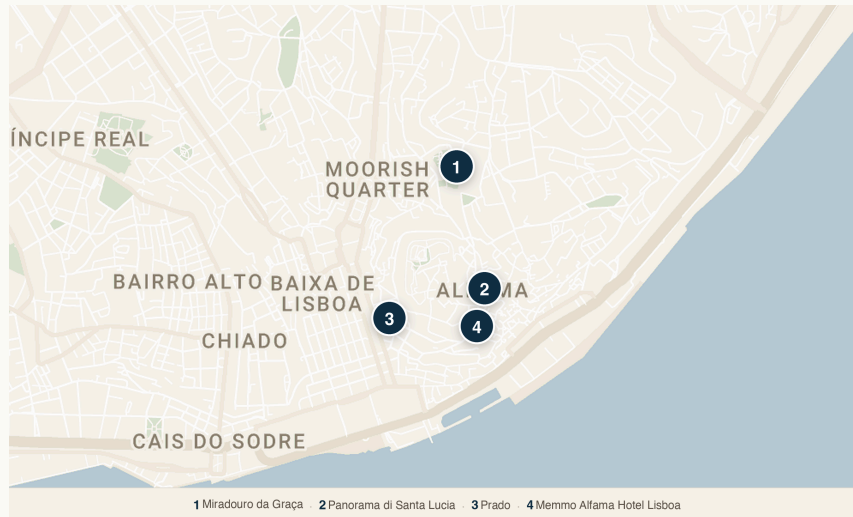 ÍNCIPE REAL
MOORISH
QUARTER
1
BAIRRO ALTO
BAIXA DE
LISBOA
2
3
4
CHIADO
CAIS DO SODRE
1 Miradouro da Graça . 2 Panorama di Santa Lucia . 3 Prado . 4 Memmo Alfama Hotel Lisboa